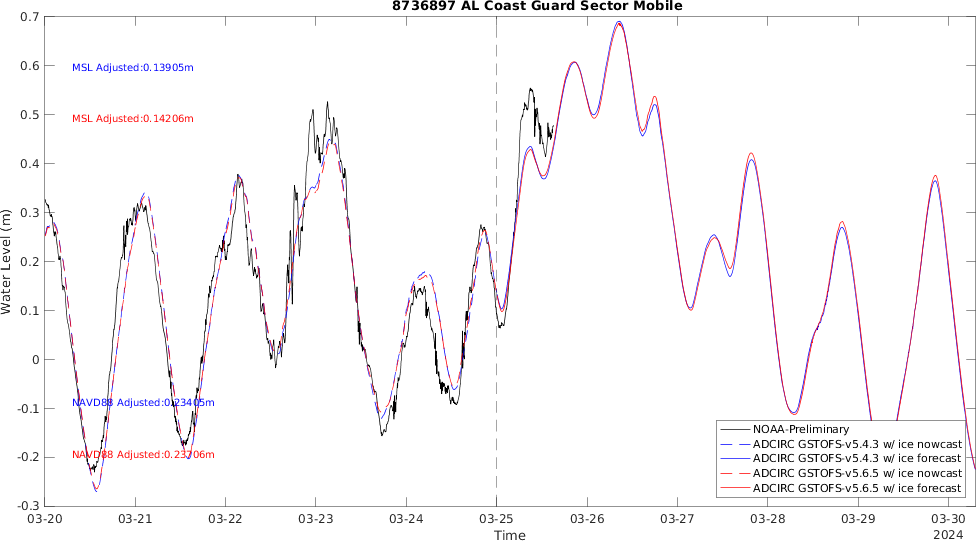 8736897 AL Coast Guard Sector Mobile
0.7
0.6
0.5
0.4
0.3
0.2
0.1
0
-0.1
-0.2
-0.3
Water Level (m)
MSL Adjusted:0.13905m
MSL Adjusted:0.14206m
NAVD88 Adjusted:0.23405m
NAVD88 Adjusted:0.23706m
NOAA-Preliminary
ADCIRC GSTOFS-v5.4.3 w/ ice nowcast
ADCIRC GSTOFS-v5.4.3 w/ ice forecast
ADCIRC GSTOFS-v5.6.5 w/ ice nowcast
ADCIRC GSTOFS-v5.6.5 w/ ice forecast
03-20 03-21 03-22 03-23 03-24 03-25 03-26 03-27 03-28 03-29 03-30
Time
2024